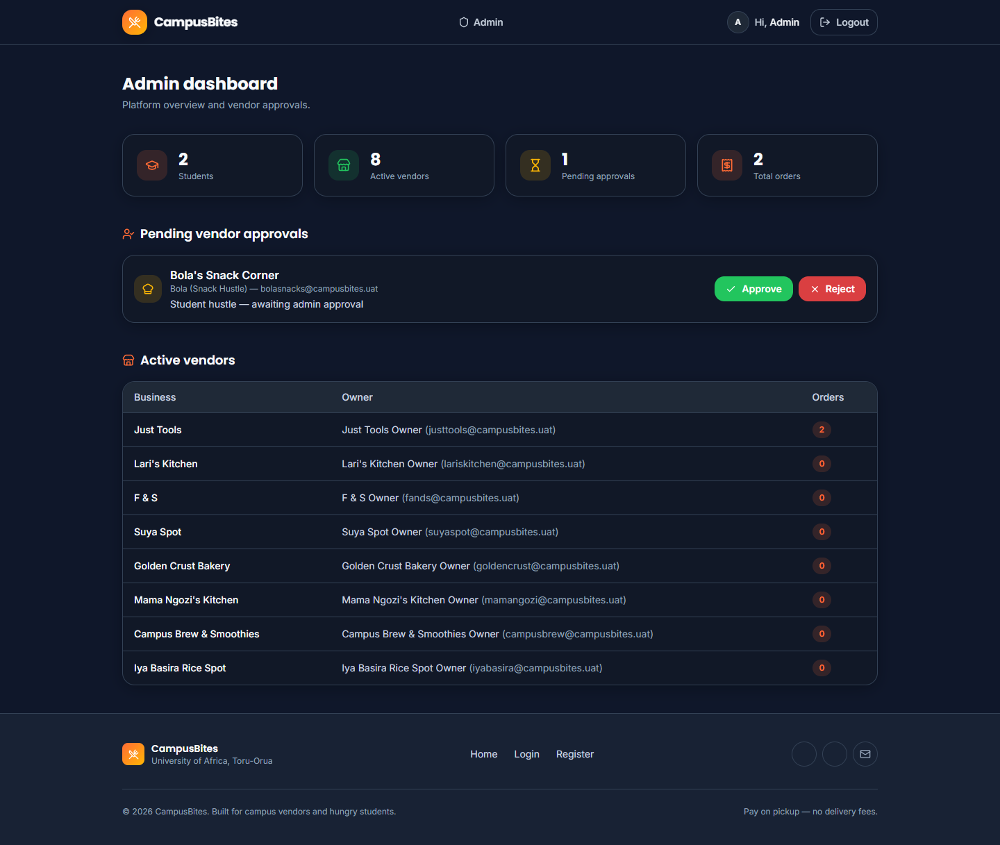 CampusBites
Admin
A
Hi, Admin
Logout
Admin dashboard
Platform overview and vendor approvals.
2
Students
8
Active vendors
1
Pending approvals
2
Total orders
Pending vendor approvals
Bola's Snack Corner
Bola (Snack Hustle) — bolasnacks@campusbites.uat
Student hustle — awaiting admin approval
Approve
Reject
Active vendors
Business Owner Orders
Just Tools Just Tools Owner (justtools@campusbites.uat) 2
Lari's Kitchen Lari's Kitchen Owner (lariskitchen@campusbites.uat) 0
F & S F & S Owner (fands@campusbites.uat) 0
Suya Spot Suya Spot Owner (suyaspot@campusbites.uat) 0
Golden Crust Bakery Golden Crust Bakery Owner (goldencrust@campusbites.uat) 0
Mama Ngozi's Kitchen Mama Ngozi's Kitchen Owner (mamangozi@campusbites.uat) 0
Campus Brew & Smoothies Campus Brew & Smoothies Owner (campusbrew@campusbites.uat) 0
Iya Basira Rice Spot Iya Basira Rice Spot Owner (iyabasira@campusbites.uat) 0
CampusBites
University of Africa, Toru-Orua
Home Login Register
© 2026 CampusBites. Built for campus vendors and hungry students.
Pay on pickup — no delivery fees.